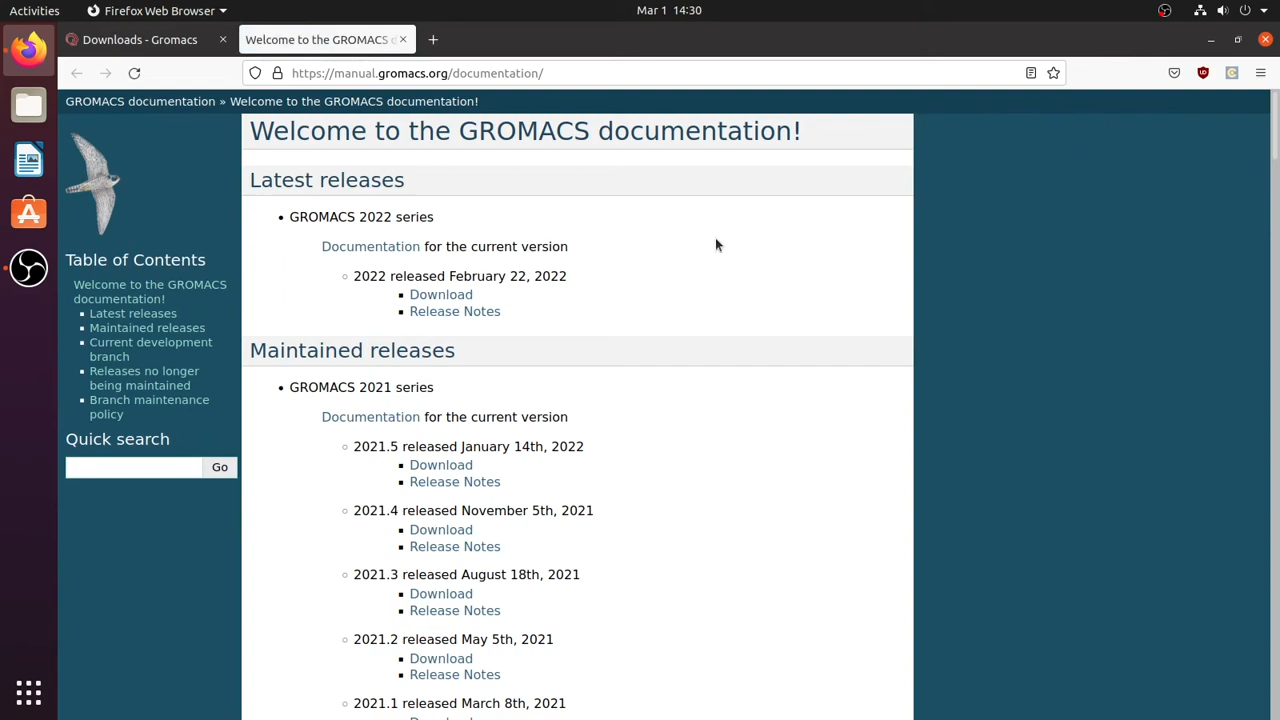 Activities
Firefox Web Browser
Mar 1 14:30
Downloads - Gromacs
Welcome to the GROMACS d
https://manual.gromacs.org/documentation/
GROMACS documentation » Welcome to the GROMACS documentation!
Table of Contents
Welcome to the GROMACS
documentation!
Latest releases
Maintained releases
Current development
branch
Releases no longer
being maintained
Branch maintenance
policy
Quick search
Go
Welcome to the GROMACS documentation!
Latest releases
GROMACS 2022 series
Documentation for the current version
2022 released February 22, 2022
Download
Release Notes
Maintained releases
GROMACS 2021 series
Documentation for the current version
2021.5 released January 14th, 2022
Download
Release Notes
2021.4 released November 5th, 2021
Download
Release Notes
2021.3 released August 18th, 2021
Download
Release Notes
2021.2 released May 5th, 2021
Download
Release Notes
2021.1 released March 8th, 2021